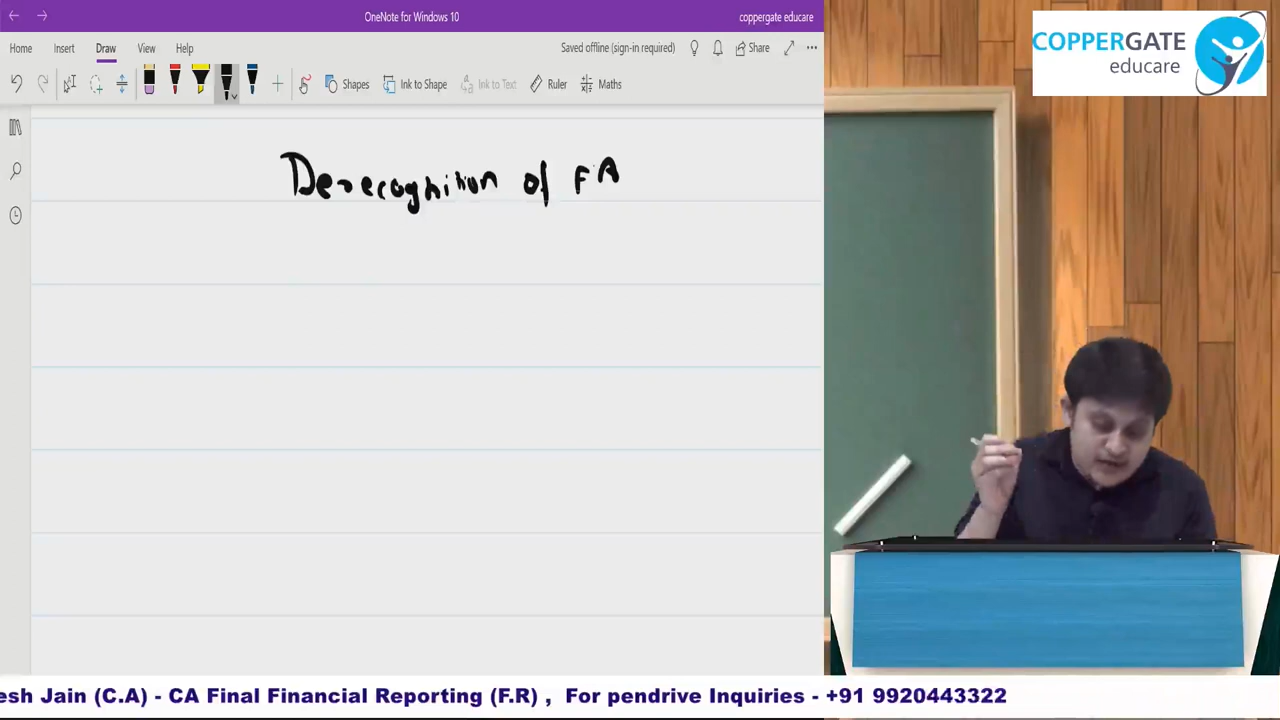 OneNote for Windows 10
coppergate educare
Home Insert Draw View Help
Saved offline (sign-in required)
Share
Shapes
Ink to Shape
Ink to Text
Ruler
Maths
COPPERGATE
educare
Derecognition of FA
esh Jain (C.A) - CA Final Financial Reporting (F.R) , For pendrive Inquiries - +91 9920443322